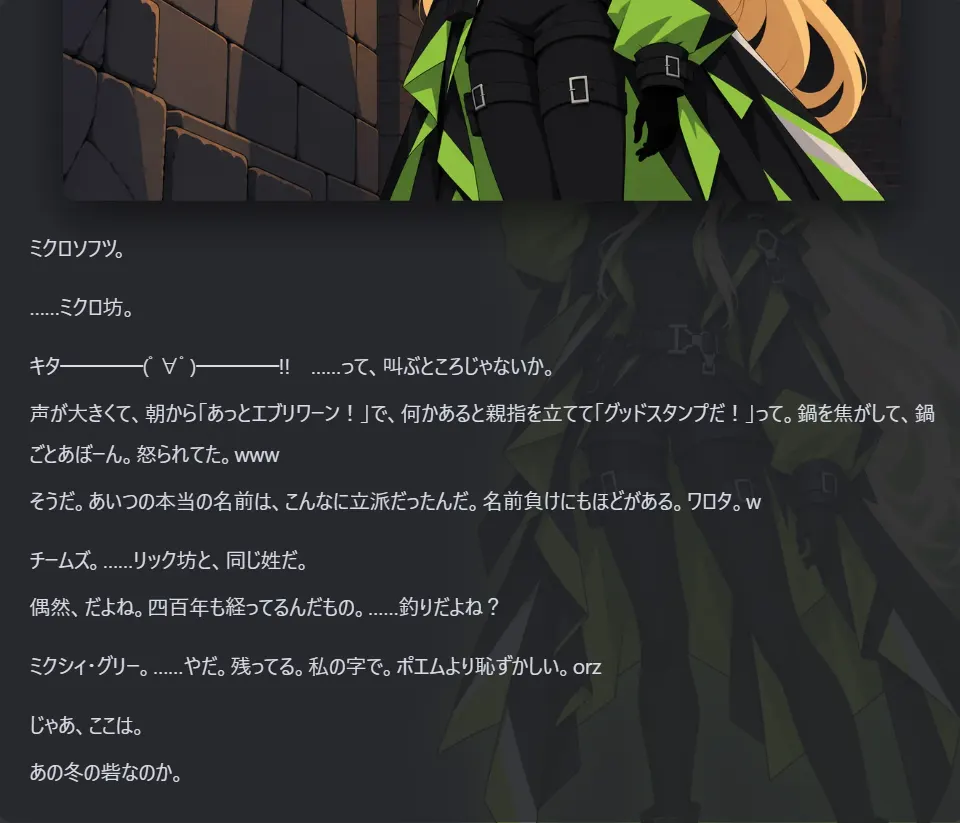 ミクロソフツ。
……ミクロ坊。
キタ━━━━(ﾟ∀ﾟ)━━━━!!　……って、叫ぶところじゃないか。
声が大きくて、朝から「あっとエブリワーン！」で、何かあると親指を立てて「グッドスタンプだ！」って。鍋を焦がして、鍋
ごとあぼーん。怒られてた。www
そうだ。あいつの本当の名前は、こんなに立派だったんだ。名前負けにもほどがある。ワロタ。w
チームズ。……リック坊と、同じ姓だ。
偶然、だよね。四百年も経ってるんだもの。……釣りだよね？
ミクシィ・グリー。……やだ。残ってる。私の字で。ポエムより恥ずかしい。orz
じゃあ、ここは。
あの冬の砦なのか。